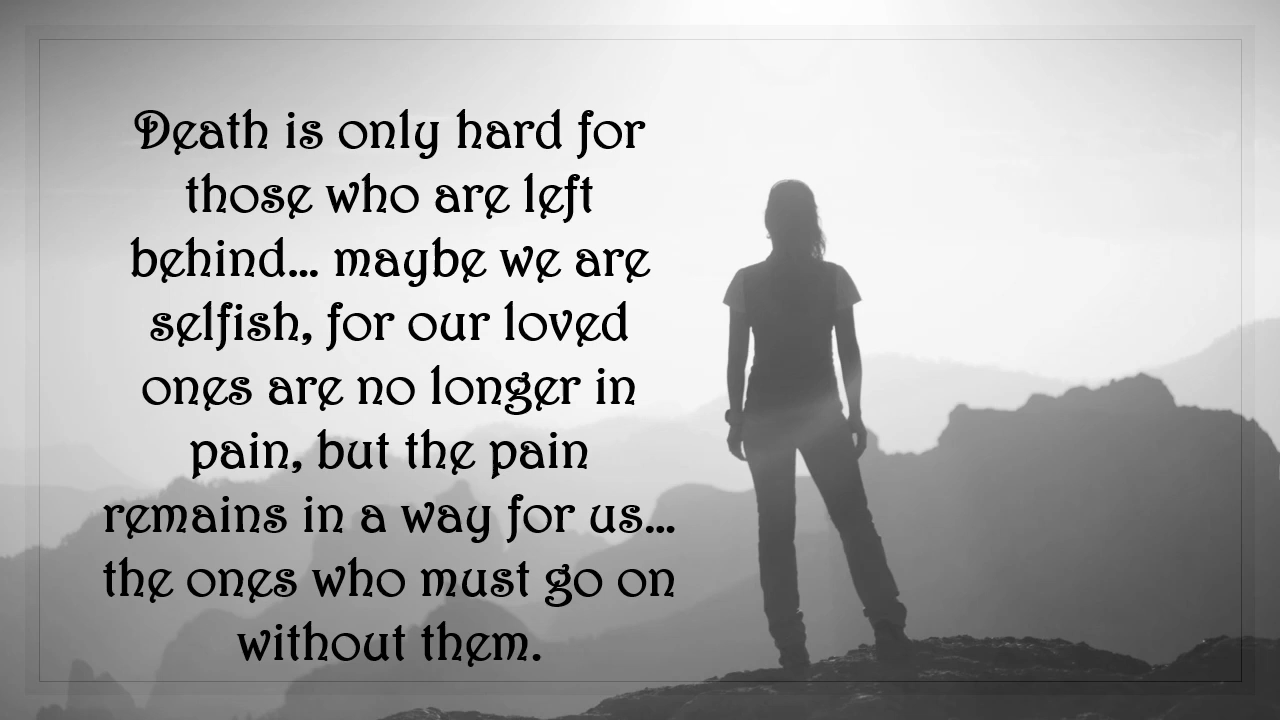 Death is only hard for
those who are left
behind... maybe we are
selfish, for our loved
ones are no longer in
pain, but the pain
remains in a way for us...
the ones who must go on
without them.